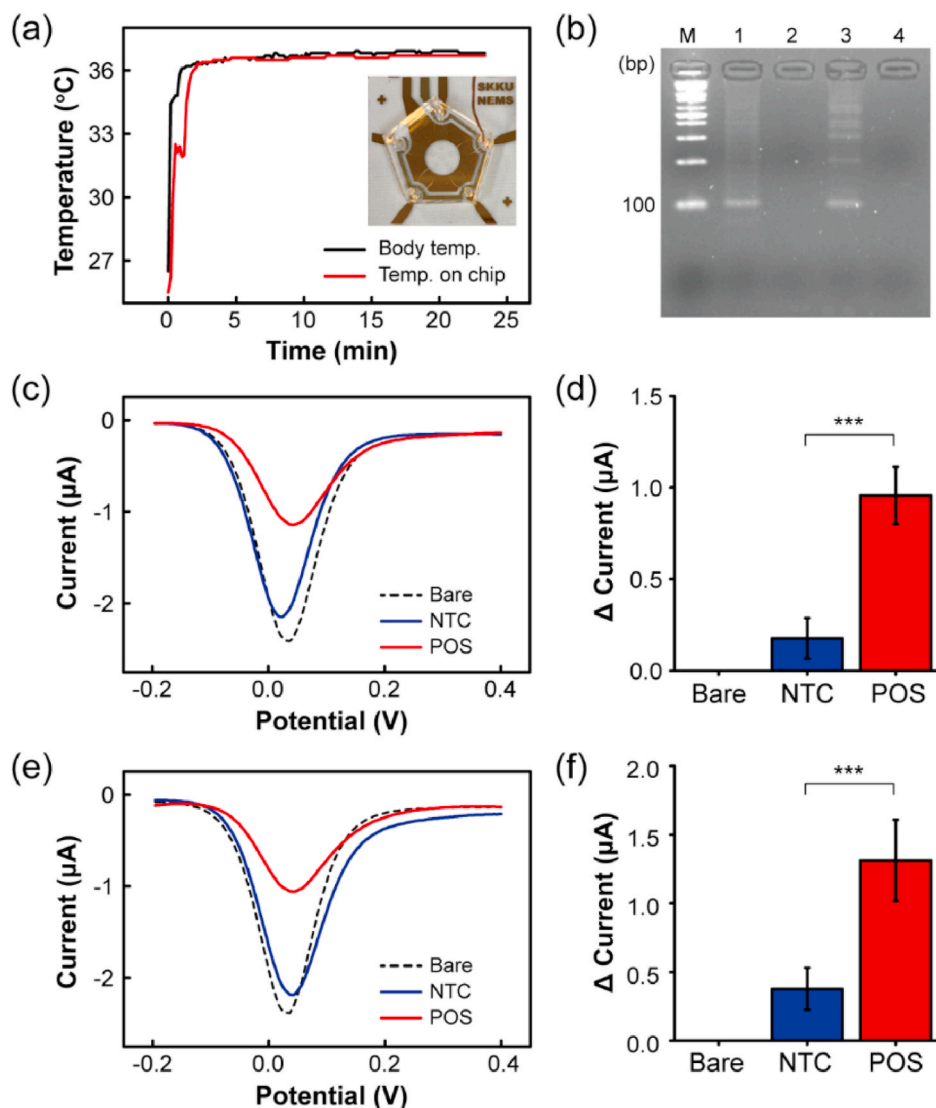 (a)
Temperature (°C)
36
33
30
27
SKKU
NEMS
Body temp.
Temp. on chip
0 5 10 15 20 25
Time (min)
(b)
M 1 2 3 4
(bp)
100
(c)
Current (µA)
0
-1
-2
Bare
NTC
POS
-0.2 0.0 0.2 0.4
Potential (V)
(d)
Δ Current (µA)
1.5
1.0
0.5
0.0
***
Bare NTC POS
(e)
Current (µA)
0
-1
-2
Bare
NTC
POS
-0.2 0.0 0.2 0.4
Potential (V)
(f)
Δ Current (µA)
2.0
1.5
1.0
0.5
0.0
***
Bare NTC POS